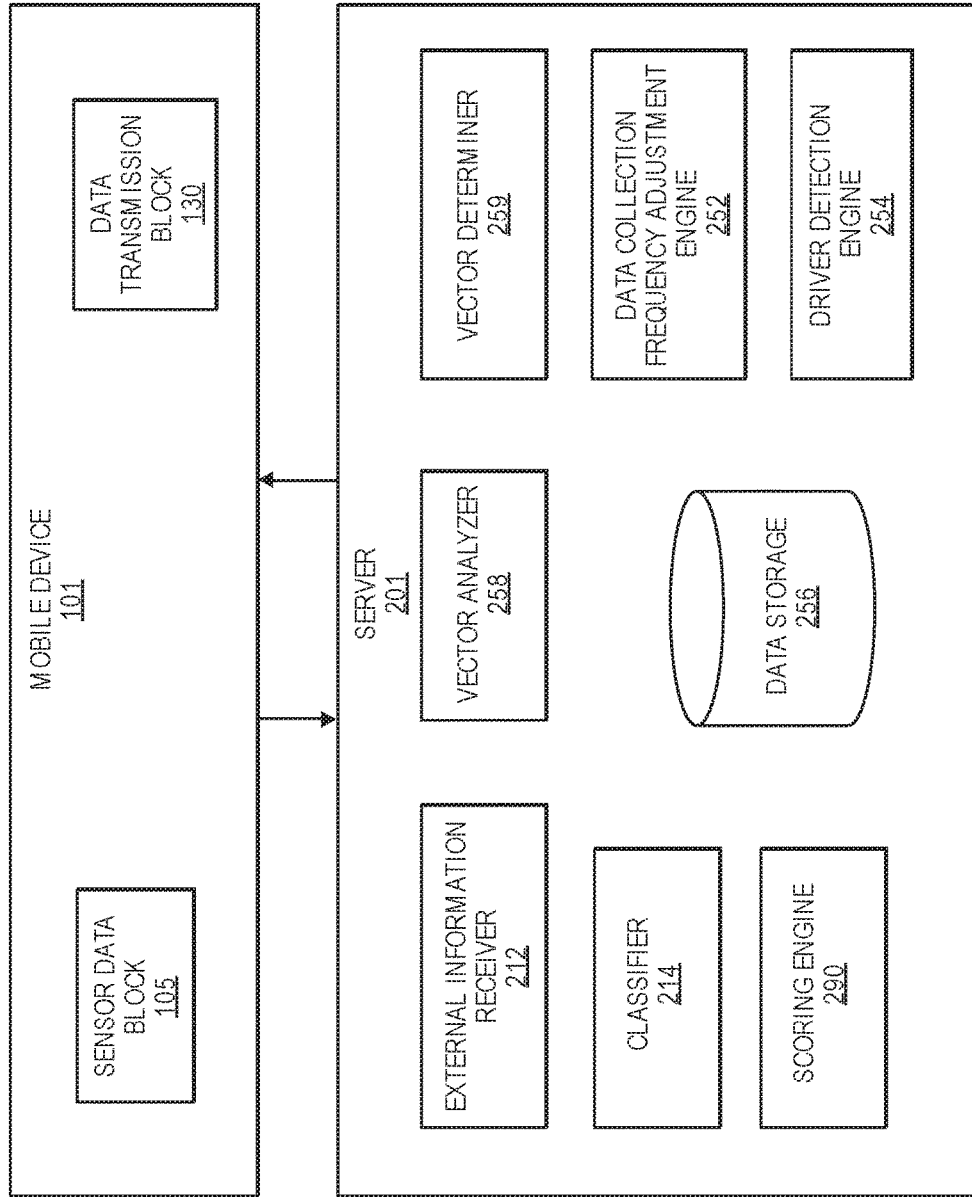 MOBILE DEVICE
101
SENSOR DATA
BLOCK
105
DATA
TRANSMISSION
BLOCK
130
SERVER
201
EXTERNAL INFORMATION
RECEIVER
212
VECTOR ANALYZER
258
VECTOR DETERMINER
259
CLASSIFIER
214
DATA COLLECTION
FREQUENCY ADJUSTMENT
ENGINE
252
SCORING ENGINE
290
DATA STORAGE
256
DRIVER DETECTION
ENGINE
254